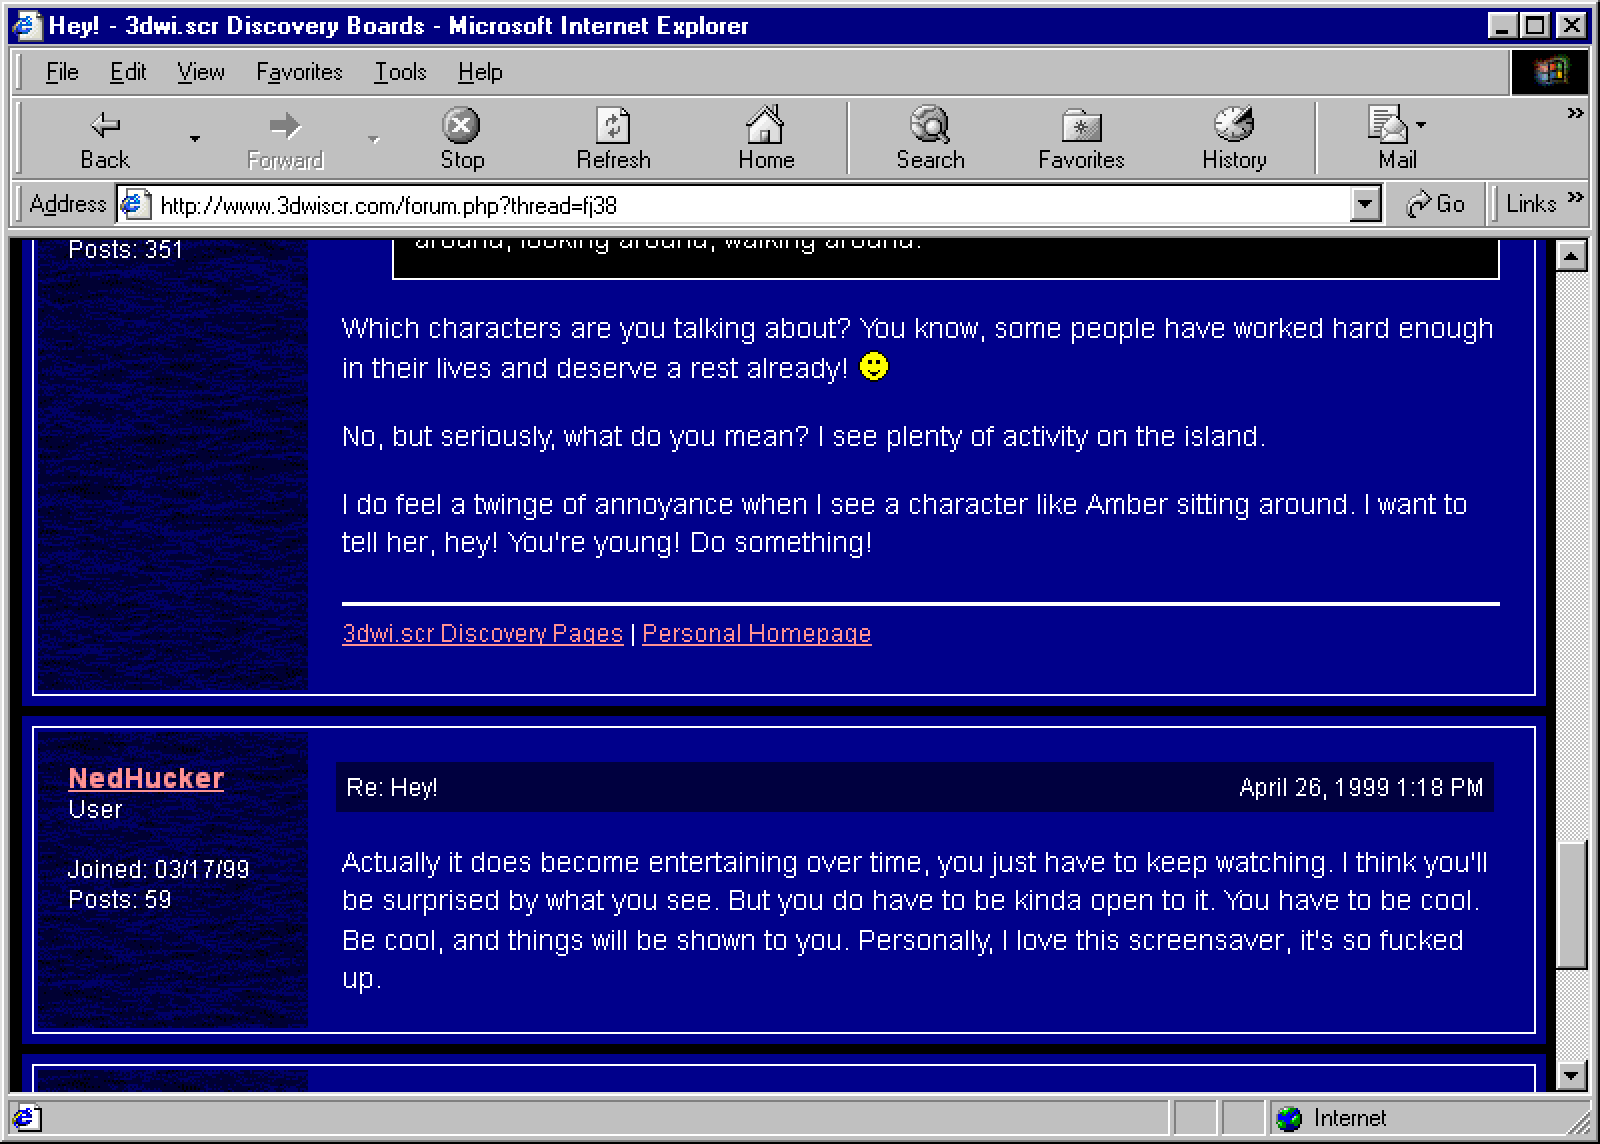 Hey! - 3dwi.scr Discovery Boards - Microsoft Internet Explorer
File Edit View Favorites Tools Help
Back Forward Stop Refresh Home Search Favorites History Mail »
Address http://www.3dwiscr.com/forum.php?thread=fj38 Go Links »
Posts: 351
around, looking around, walking around.
Which characters are you talking about? You know, some people have worked hard enough
in their lives and deserve a rest already!
No, but seriously, what do you mean? I see plenty of activity on the island.
I do feel a twinge of annoyance when I see a character like Amber sitting around. I want to
tell her, hey! You're young! Do something!
3dwi.scr Discovery Pages | Personal Homepage
NedHucker
User
Joined: 03/17/99
Posts: 59
Re: Hey! April 26, 1999 1:18 PM
Actually it does become entertaining over time, you just have to keep watching. I think you'll
be surprised by what you see. But you do have to be kinda open to it. You have to be cool.
Be cool, and things will be shown to you. Personally, I love this screensaver, it's so fucked
up.
Internet